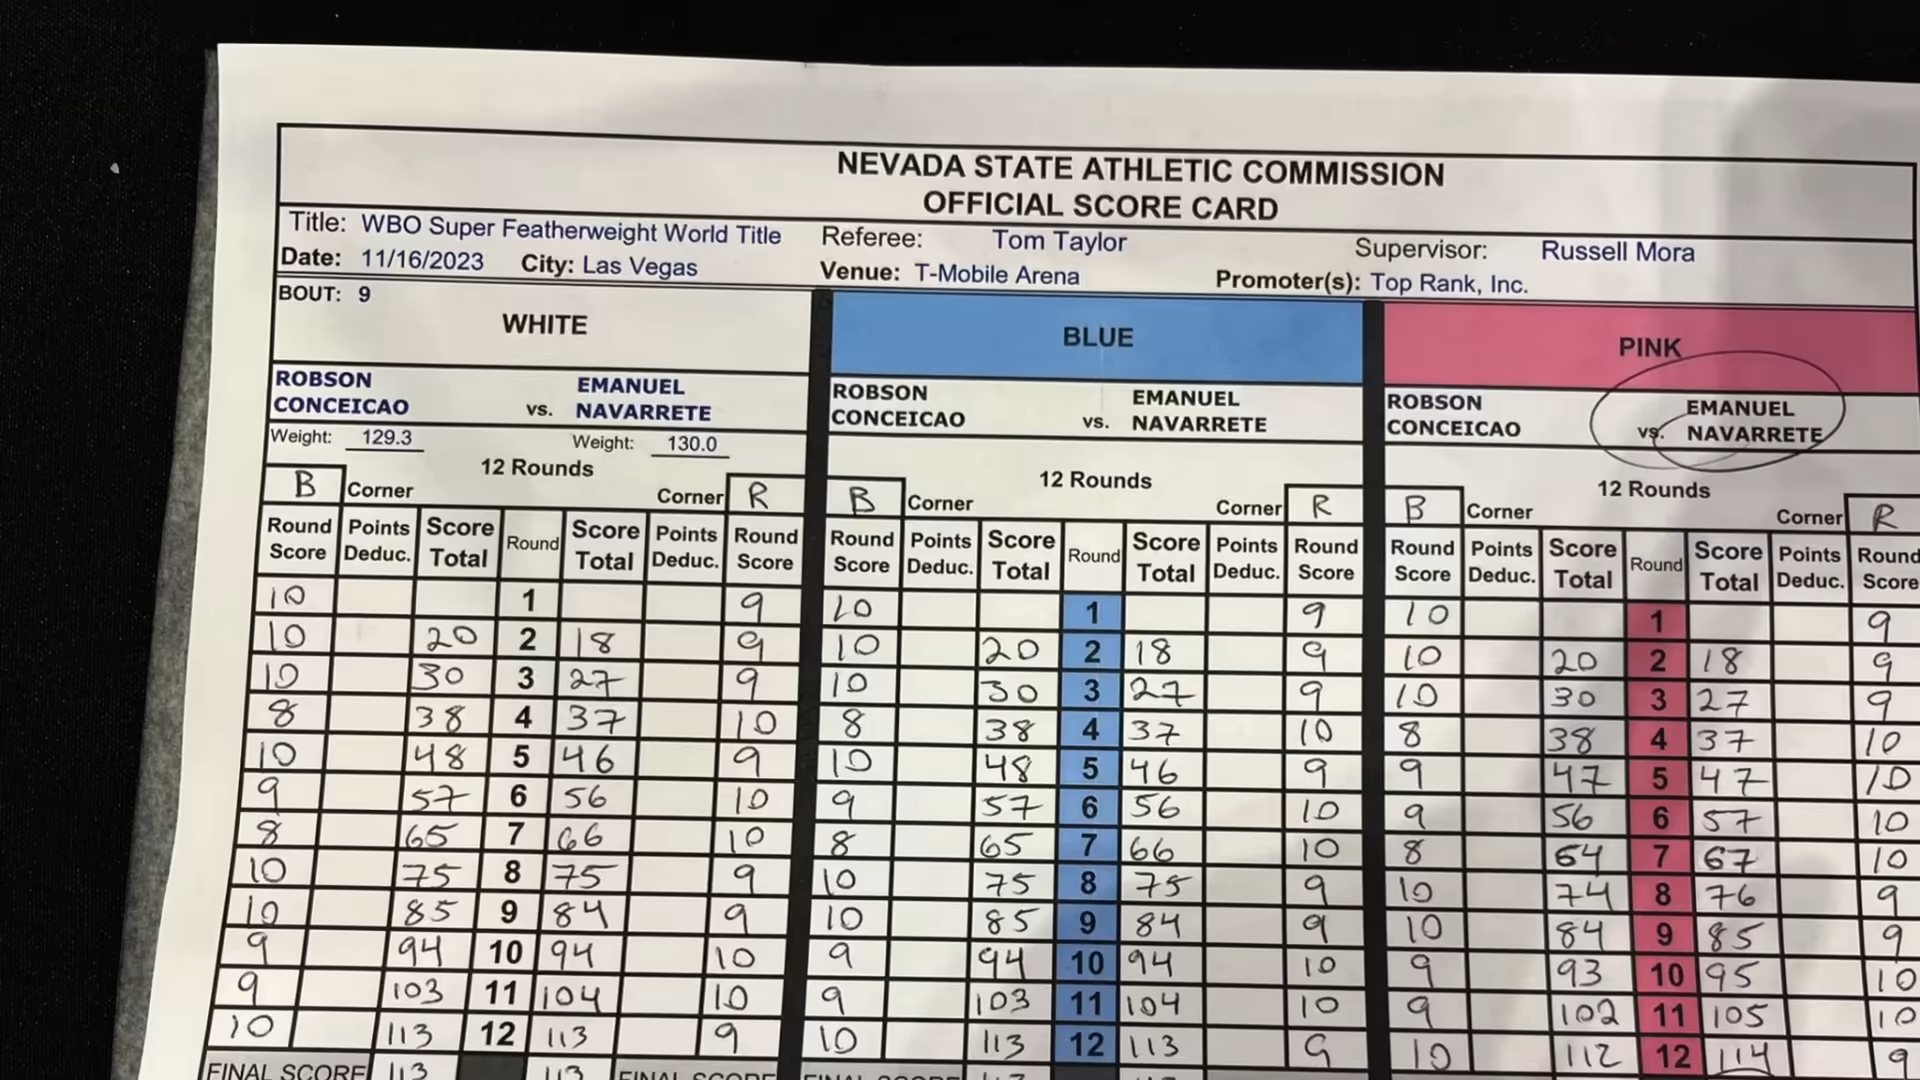 NEVADA STATE ATHLETIC COMMISSION
OFFICIAL SCORE CARD
Title: WBO Super Featherweight World Title Referee: Tom Taylor Supervisor: Russell Mora
Date: 11/16/2023 City: Las Vegas Venue: T-Mobile Arena Promoter(s): Top Rank, Inc.
BOUT: 9
WHITE BLUE PINK
ROBSON EMANUEL ROBSON EMANUEL ROBSON EMANUEL
CONCEICAO vs. NAVARRETE CONCEICAO vs. NAVARRETE CONCEICAO vs. NAVARRETE
Weight: 129.3 Weight: 130.0
12 Rounds 12 Rounds 12 Rounds
B Corner Corner R B Corner Corner R B Corner Corner R
Round Points Score Round Score Points Round Round Points Score Round Score Points Round Round Points Score Round Score Points Round
Score Deduc. Total Total Deduc. Score Score Deduc. Total Total Deduc. Score Score Deduc. Total Total Deduc. Score
10 1 9 10 1 9 10 1 9
10 20 2 18 9 10 20 2 18 9 10 20 2 18 9
10 30 3 27 9 10 30 3 27 9 10 30 3 27 9
8 38 4 37 10 8 38 4 37 10 8 38 4 37 10
10 48 5 46 9 10 48 5 46 9 9 47 5 47 10
9 57 6 56 10 9 57 6 56 10 9 56 6 57 10
8 65 7 66 10 8 65 7 66 10 8 64 7 67 10
10 75 8 75 9 10 75 8 75 9 10 74 8 76 9
10 85 9 84 9 10 85 9 84 9 10 84 9 85 9
9 94 10 94 10 9 94 10 94 10 9 93 10 95 10
9 103 11 104 10 9 103 11 104 10 9 102 11 105 10
10 113 12 113 9 10 113 12 113 9 10 112 12 114 9
FINAL SCORE 113 113 FINAL SCORE FINAL SCORE